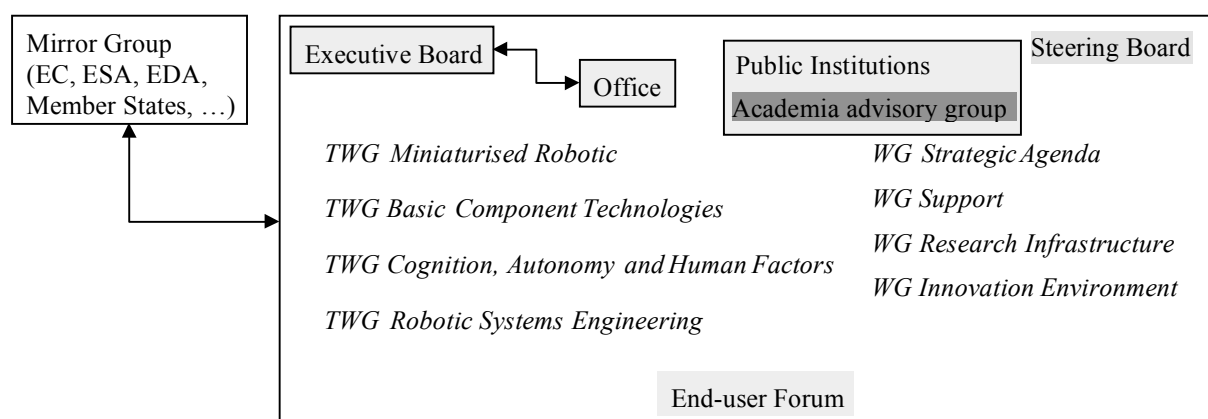 Mirror Group
(EC, ESA, EDA,
Member States, …)
Executive Board
Office
Public Institutions
Academia advisory group
Steering Board
TWG Miniaturised Robotic
TWG Basic Component Technologies
TWG Cognition, Autonomy and Human Factors
TWG Robotic Systems Engineering
WG Strategic Agenda
WG Support
WG Research Infrastructure
WG Innovation Environment
End-user Forum